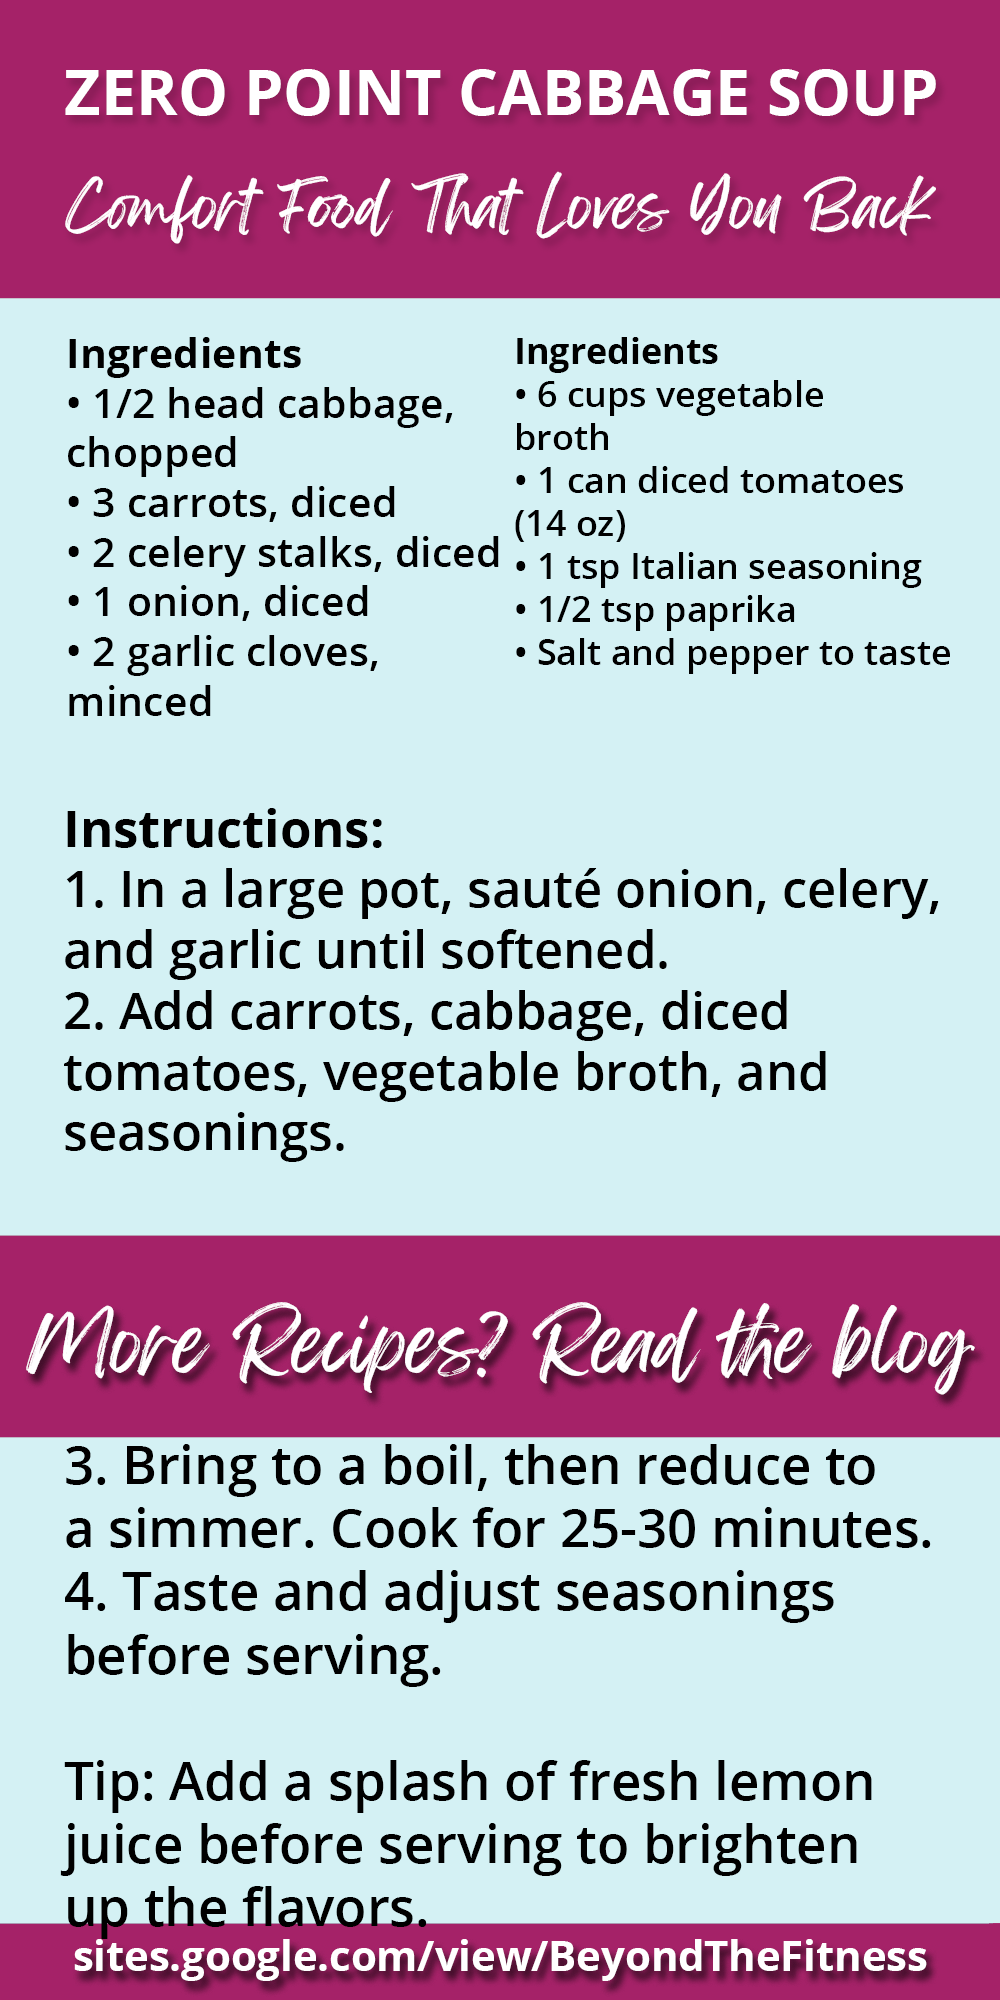 ZERO POINT CABBAGE SOUP
Comfort Food That Loves You Back
Ingredients
• 1/2 head cabbage,
chopped
• 3 carrots, diced
• 2 celery stalks, diced
• 1 onion, diced
• 2 garlic cloves,
minced
Ingredients
• 6 cups vegetable
broth
• 1 can diced tomatoes
(14 oz)
• 1 tsp Italian seasoning
• 1/2 tsp paprika
• Salt and pepper to taste
Instructions:
1. In a large pot, sauté onion, celery,
and garlic until softened.
2. Add carrots, cabbage, diced
tomatoes, vegetable broth, and
seasonings.
More Recipes? Read the blog
3. Bring to a boil, then reduce to
a simmer. Cook for 25-30 minutes.
4. Taste and adjust seasonings
before serving.
Tip: Add a splash of fresh lemon
juice before serving to brighten
up the flavors.
sites.google.com/view/BeyondTheFitness